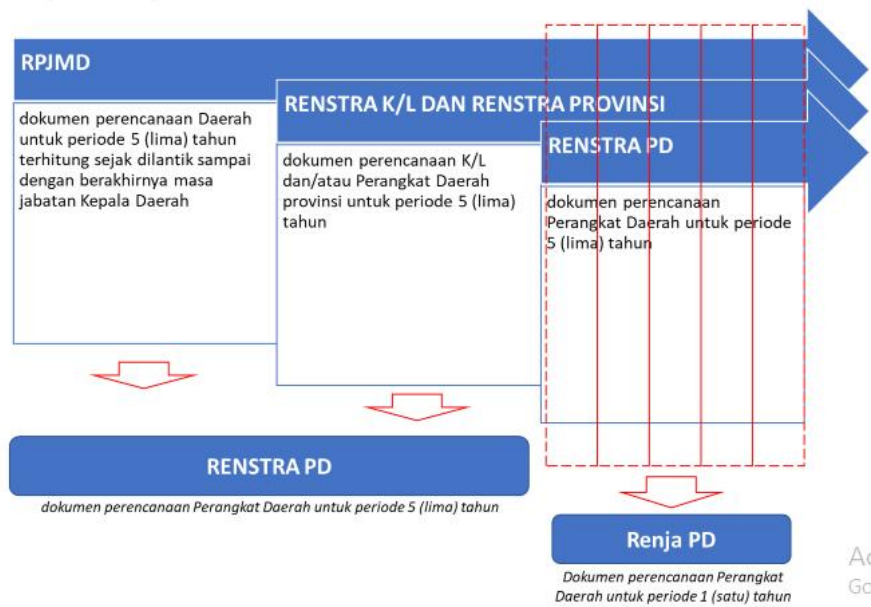 RPJMD
dokumen perencanaan Daerah
untuk periode 5 (lima) tahun
terhitung sejak dilantik sampai
dengan berakhirnya masa
jabatan Kepala Daerah
RENSTRA K/L DAN RENSTRA PROVINSI
dokumen perencanaan K/L
dan/atau Perangkat Daerah
provinsi untuk periode 5 (lima)
tahun
RENSTRA PD
dokumen perencanaan
Perangkat Daerah untuk periode
5 (lima) tahun
RENSTRA PD
dokumen perencanaan Perangkat Daerah untuk periode 5 (lima) tahun
Renja PD
Dokumen perencanaan Perangkat
Daerah untuk periode 1 (satu) tahun